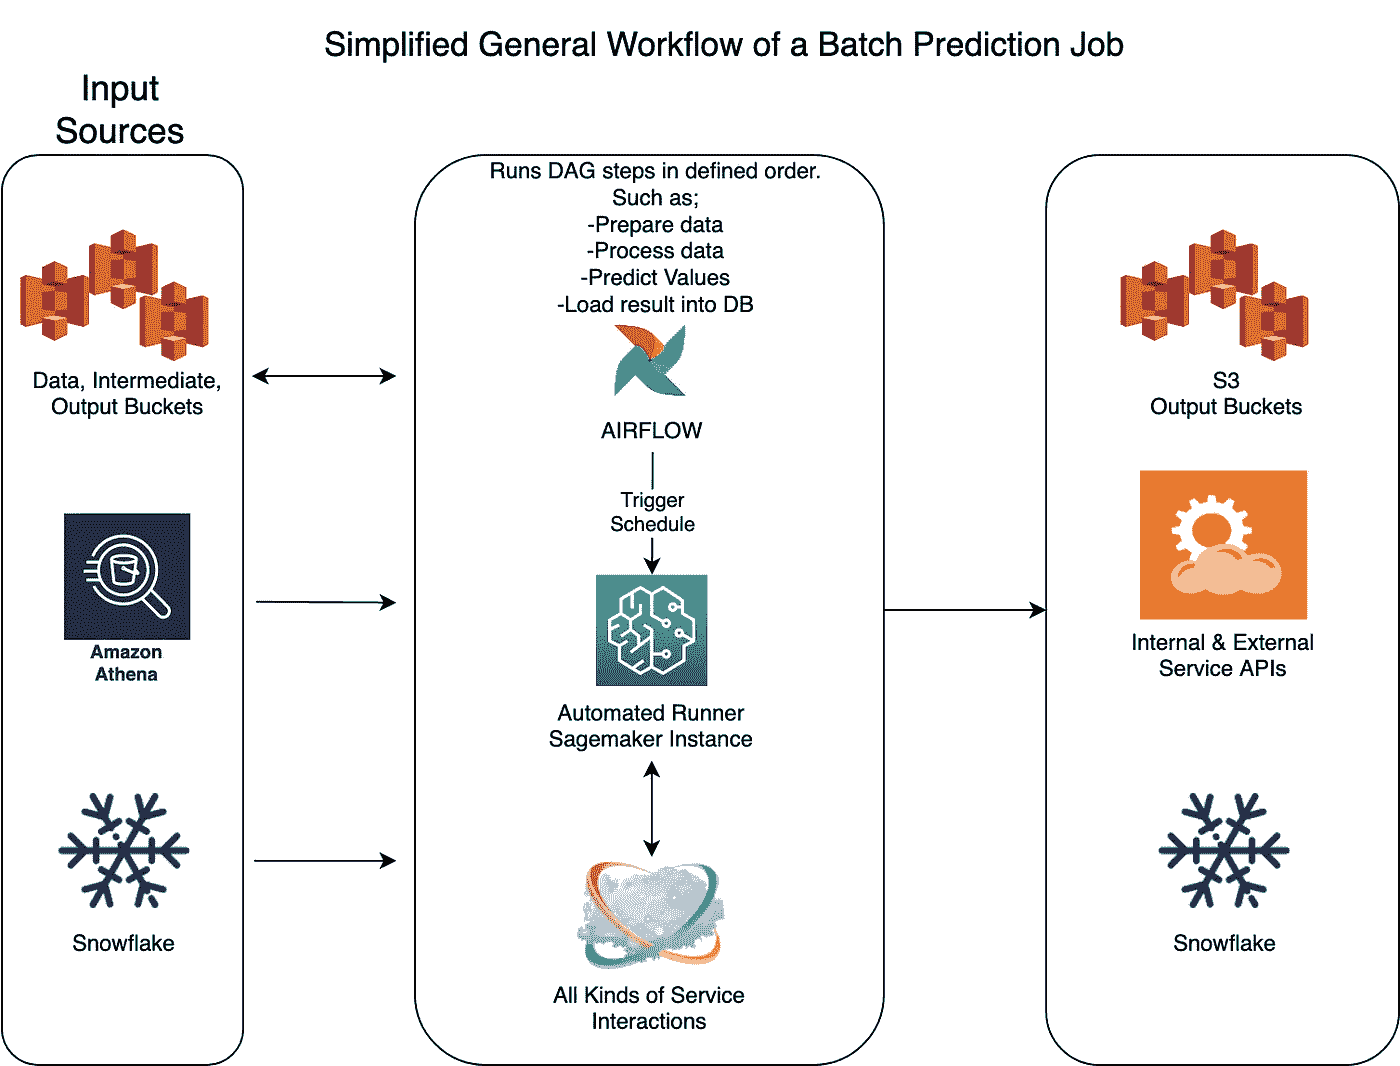 Simplified General Workflow of a Batch Prediction Job
Input
Sources
Data, Intermediate,
Output Buckets
Amazon
Athena
Snowflake
Runs DAG steps in defined order.
Such as;
-Prepare data
-Process data
-Predict Values
-Load result into DB
AIRFLOW
Trigger
Schedule
Automated Runner
Sagemaker Instance
All Kinds of Service
Interactions
S3
Output Buckets
Internal & External
Service APIs
Snowflake